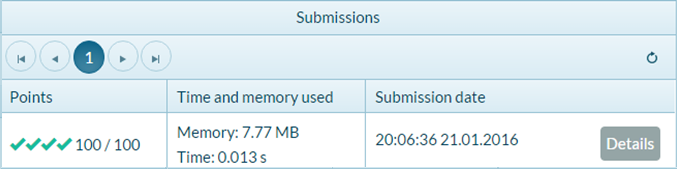 Submissions
1
Points Time and memory used Submission date
100 / 100 Memory: 7.77 MB 20:06:36 21.01.2016 Details
Time: 0.013 s